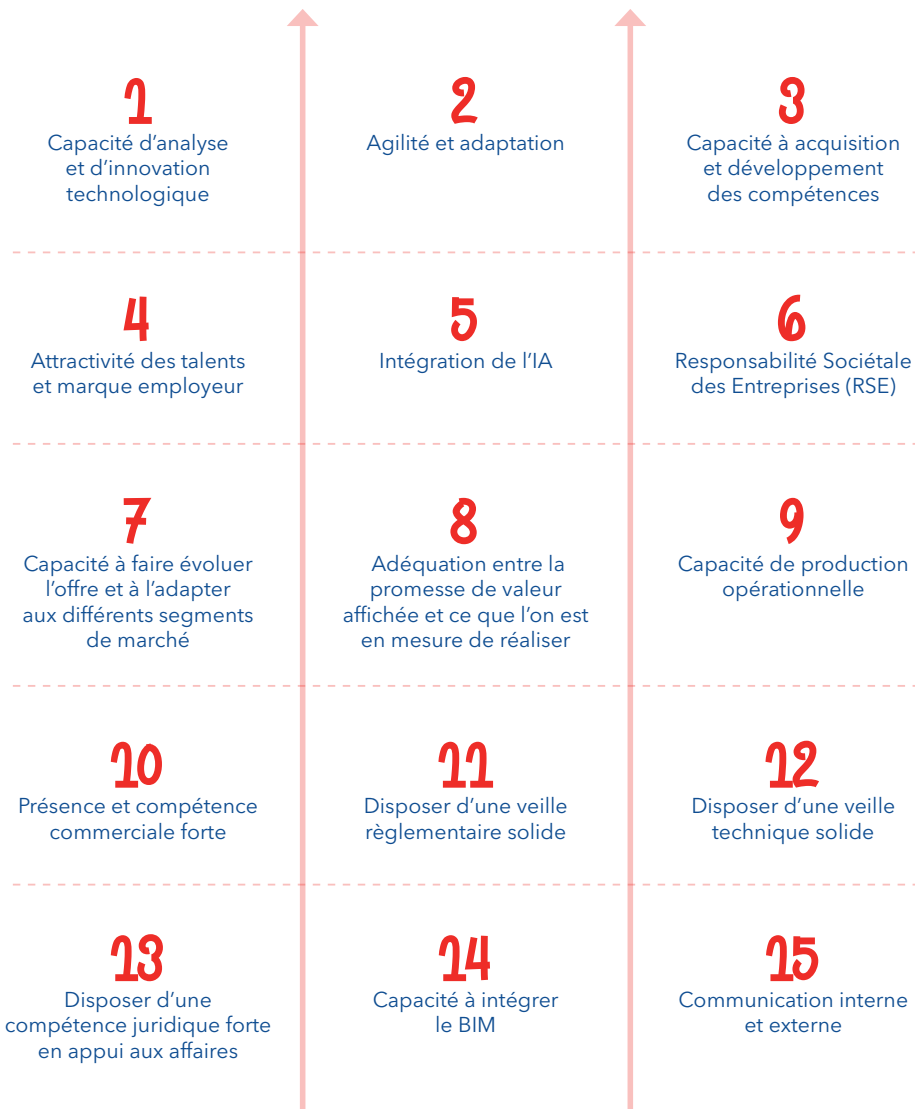 1
Capacité d'analyse
et d'innovation
technologique
2
Agilité et adaptation
3
Capacité à acquisition
et développement
des compétences
4
Attractivité des talents
et marque employeur
5
Intégration de l'IA
6
Responsabilité Sociétale
des Entreprises (RSE)
7
Capacité à faire évoluer
l'offre et à l'adapter
aux différents segments
de marché
8
Adéquation entre la
promesse de valeur
affichée et ce que l'on est
en mesure de réaliser
9
Capacité de production
opérationnelle
10
Présence et compétence
commerciale forte
11
Disposer d'une veille
règlementaire solide
12
Disposer d'une veille
technique solide
13
Disposer d'une
compétence juridique forte
en appui aux affaires
14
Capacité à intégrer
le BIM
15
Communication interne
et externe